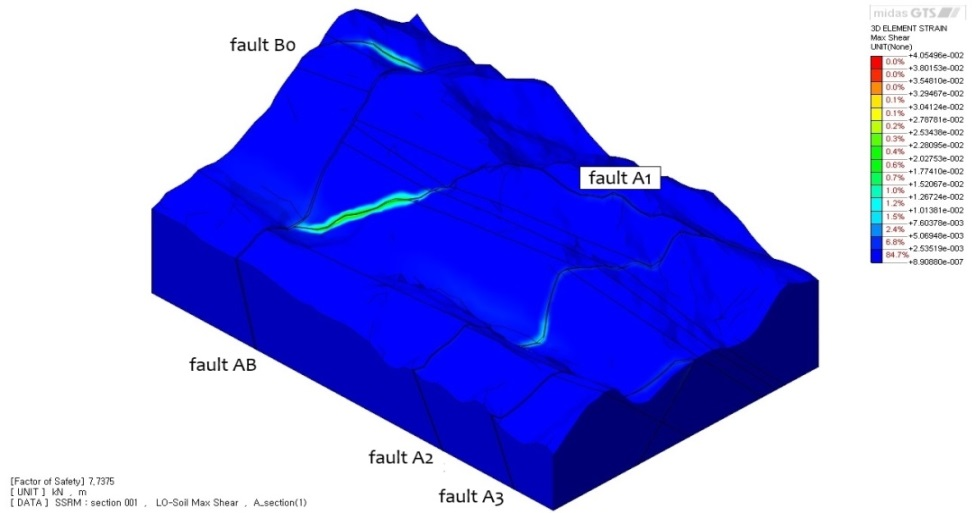 midas GTS
3D ELEMENT STRAIN
Max Shear
UNIT(None)
+4.05496e-002
0.0%
+3.80153e-002
0.0%
+3.54810e-002
0.0%
+3.29467e-002
0.1%
+3.04124e-002
0.1%
+2.78781e-002
0.2%
+2.53438e-002
0.3%
+2.28095e-002
0.4%
+2.02753e-002
0.6%
+1.77410e-002
0.7%
+1.52067e-002
1.0%
+1.26724e-002
1.2%
+1.01381e-002
1.5%
+7.60378e-003
2.4%
+5.06948e-003
6.8%
+2.53519e-003
84.7%
+8.90880e-007
fault B0
fault A1
fault AB
fault A2
fault A3
[Factor of Safety] 7,7375
[ UNIT ] kN , m
[ DATA ] SSRM : section 001 , LO-Soil Max Shear , A_section(1)